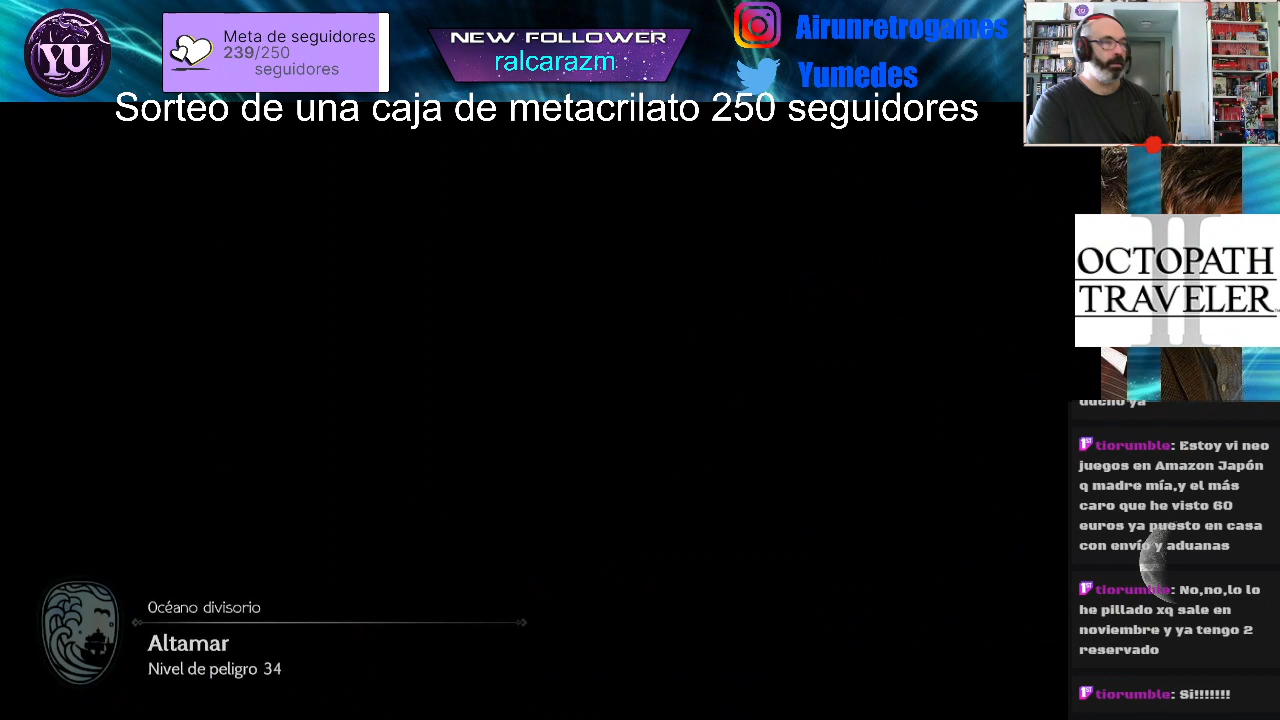 YU
Meta de seguidores
239/250
seguidores
NEW FOLLOWER
ralcarazm
Airunretrogames
Yumedes
Sorteo de una caja de metacrilato 250 seguidores
OCTOPATH
TRAVELER
II
ducho ya
tiorumble: Estoy vi neo
juegos en Amazon Japón
q madre mía,y el más
caro que he visto 60
euros ya puesto en casa
con envío y aduanas
tiorumble: No,no,lo lo
he pillado xq sale en
noviembre y ya tengo 2
reservado
tiorumble: Si!!!!!!!
Océano divisorio
Altamar
Nivel de peligro 34